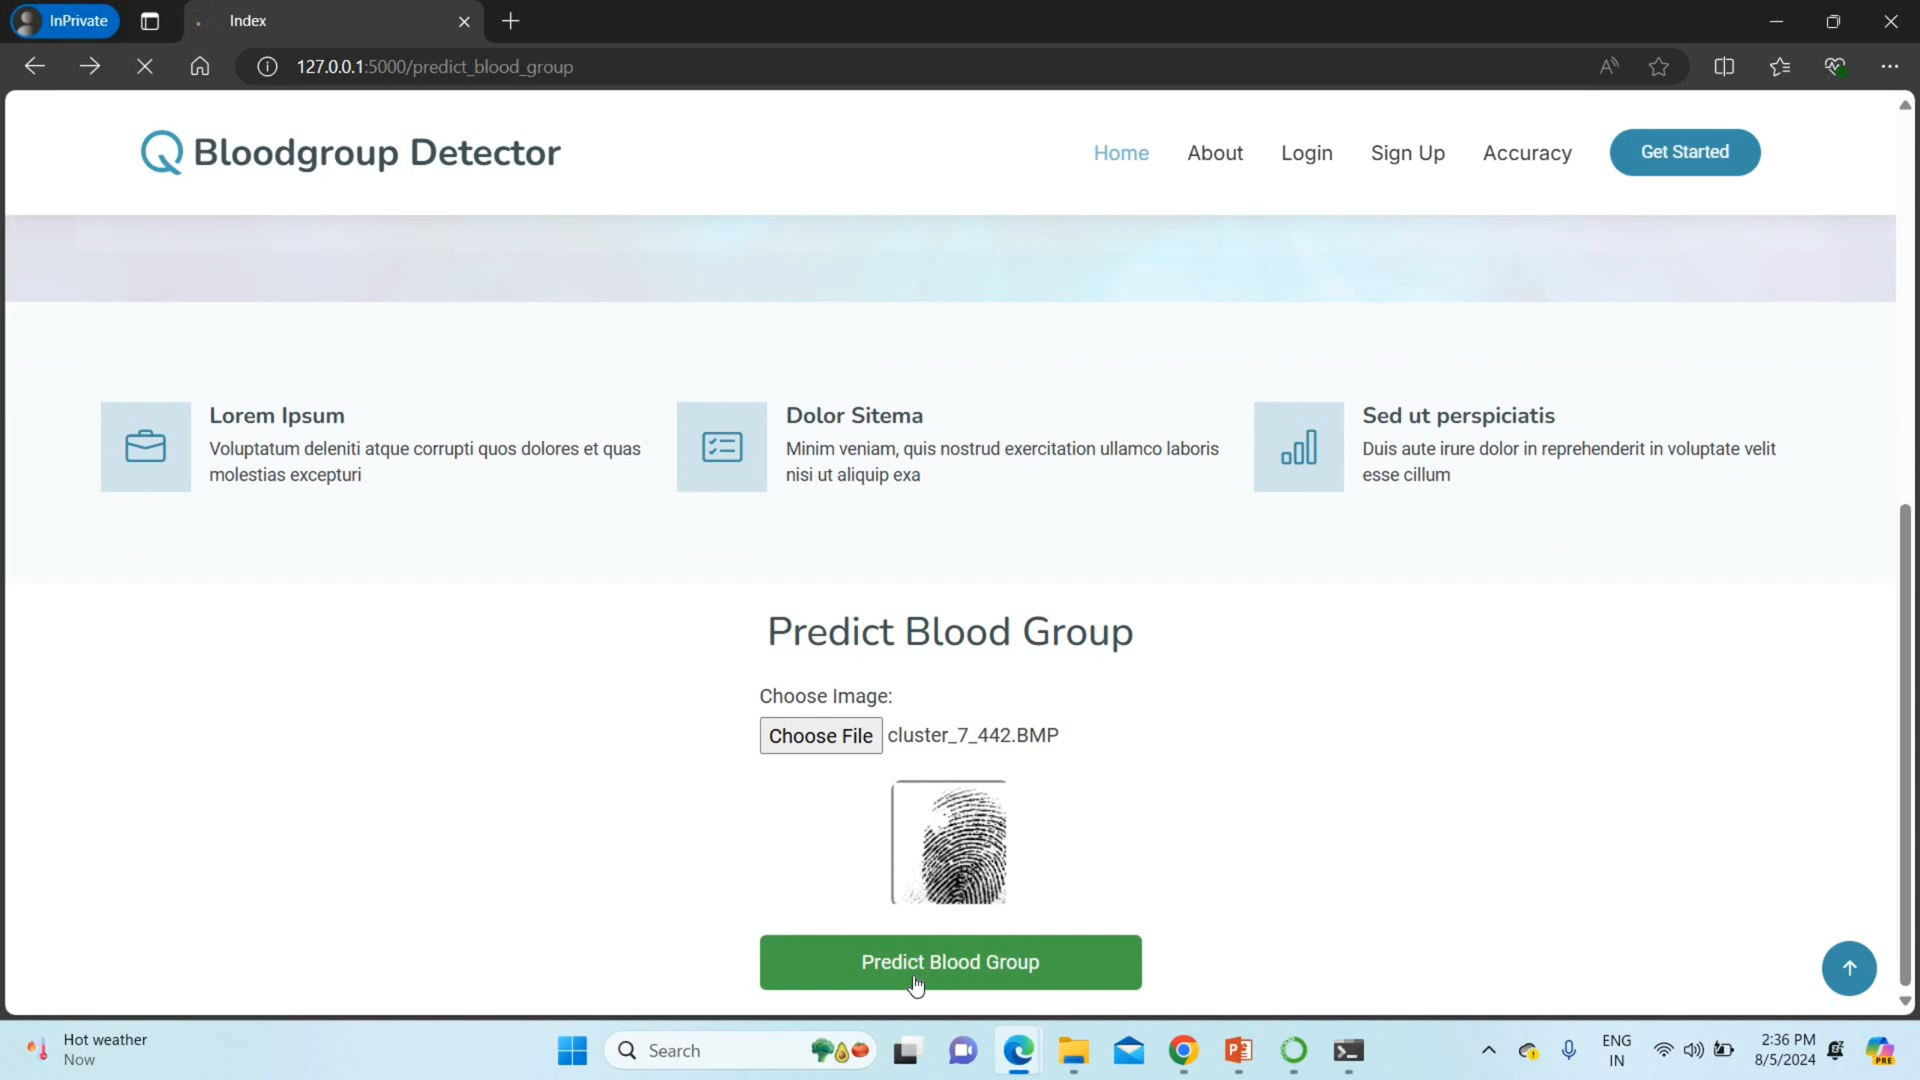 InPrivate
Index
127.0.0.1:5000/predict_blood_group
Bloodgroup Detector
Home
About
Login
Sign Up
Accuracy
Get Started
Lorem Ipsum
Voluptatum deleniti atque corrupti quos dolores et quas
molestias excepturi
Dolor Sitema
Minim veniam, quis nostrud exercitation ullamco laboris
nisi ut aliquip exa
Sed ut perspiciatis
Duis aute irure dolor in reprehenderit in voluptate velit
esse cillum
Predict Blood Group
Choose Image:
Choose File cluster_7_442.BMP
Predict Blood Group
Hot weather
Now
Search
ENG
IN
2:36 PM
8/5/2024
PRE